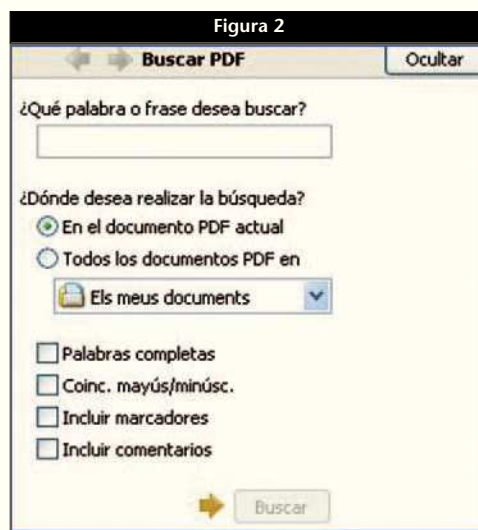 Figura 2
Buscar PDF
Ocultar
¿Qué palabra o frase desea buscar?
¿Dónde desea realizar la búsqueda?
En el documento PDF actual
Todos los documentos PDF en
Els meus documents
Palabras completas
Coinc. mayús/minúsc.
Incluir marcadores
Incluir comentarios
Buscar